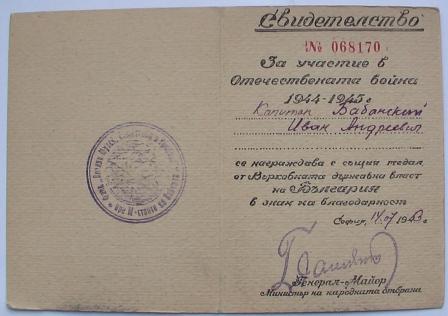 Свидетелство
№ 068170
За участие в
Отечествената война
1944-1945 г
Капитан Бабанский
Иван Андреевич
се награждава с същия медал
от Върховната държавна власт
на България
в знак на благодарност
София,
Генерал-Майор
Министър на народната отбрана